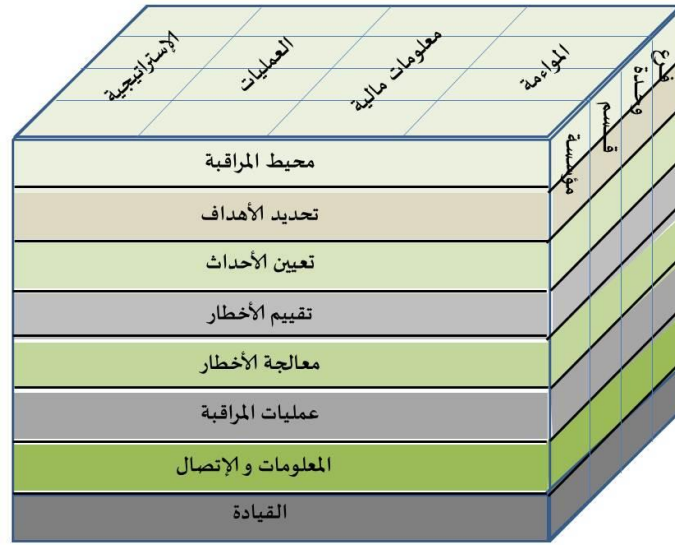 الإستراتيجية
العمليات
معلومات مالية
المواءمة
فرع
وحدة
قسم
مؤسسة
محيط المراقبة
تحديد الأهداف
تعيين الأحداث
تقييم الأخطار
معالجة الأخطار
عمليات المراقبة
المعلومات و الإتصال
القيادة